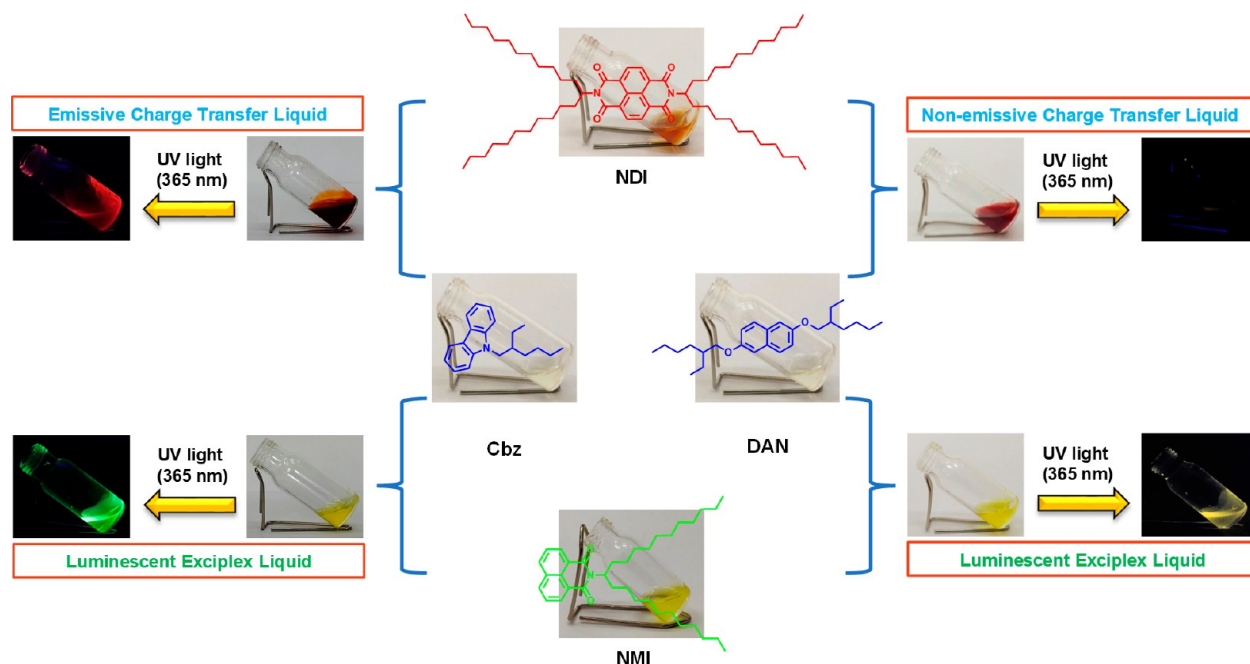 Emissive Charge Transfer Liquid
UV light
(365 nm)
NDI
Non-emissive Charge Transfer Liquid
UV light
(365 nm)
O
O
N
N
O
O
N
Cbz
O
O
DAN
UV light
(365 nm)
Luminescent Exciplex Liquid
O
N
O
NMI
UV light
(365 nm)
Luminescent Exciplex Liquid